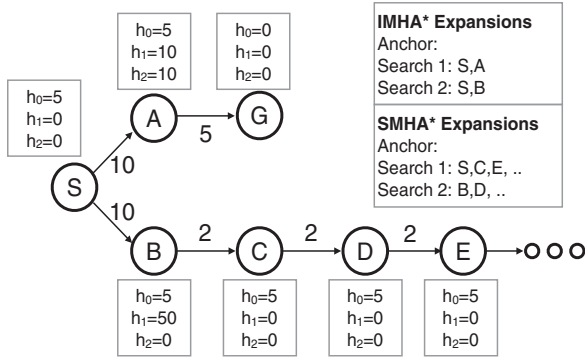 h₀=5
h₁=10
h₂=10
h₀=0
h₁=0
h₂=0
IMHA* Expansions
Anchor:
Search 1: S,A
Search 2: S,B
SMHA* Expansions
Anchor:
Search 1: S,C,E, ..
Search 2: B,D, ..
h₀=5
h₁=0
h₂=0
A
G
5
S
10
10
B
2
C
2
D
2
E
h₀=5
h₁=50
h₂=0
h₀=5
h₁=0
h₂=0
h₀=5
h₁=0
h₂=0
h₀=5
h₁=0
h₂=0